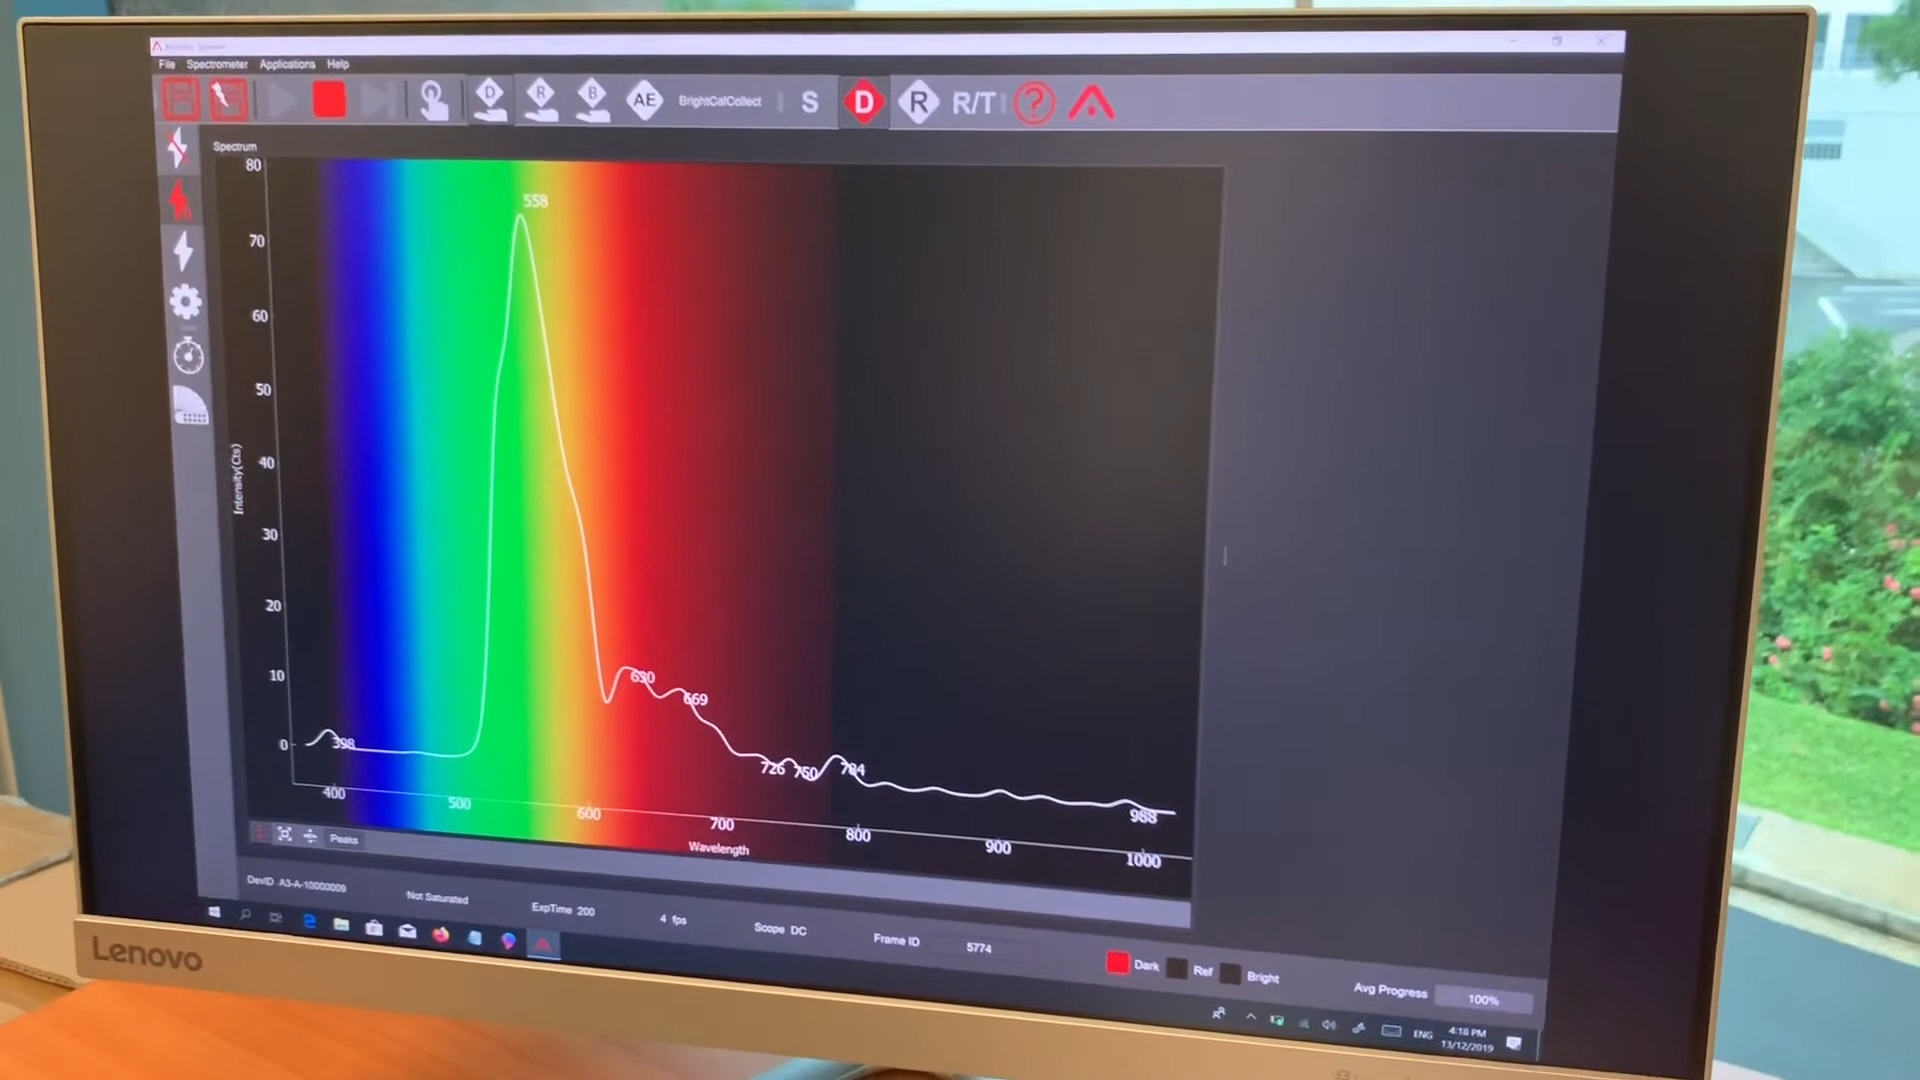 File Spectrometer Applications Help
D R B AE BrightCalCollect S D R R/T ?
Spectrum
80
70
60
50
40
30
20
10
0
Intensity(Cts)
558
630
669
398
726 750 784
988
400 500 600 700 800 900 1000
Wavelength
Peaks
DevID A3-A-10000009 Not Saturated ExpTime 200 4 fps Scope DC Frame ID 5774
Dark Ref Bright Avg Progress 100%
ENG 4:18 PM
13/12/2019
Lenovo